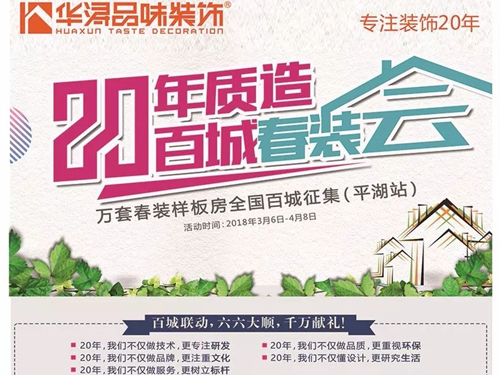 华浔品味装饰®
HUAXUN TASTE DECORATION
专注装饰20年
20年质造
百城春装会
万套春装样板房全国百城征集(平湖站)
活动时间:2018年3月6日-4月8日
百城联动,六六大顺,千万献礼!
20年,我们不仅做技术,更专注研发
20年,我们不仅做品质,更重视环保
20年,我们不仅做品牌,更注重文化
20年,我们不仅懂设计,更研究生活
20年,我们不仅做服务,更树立标杆